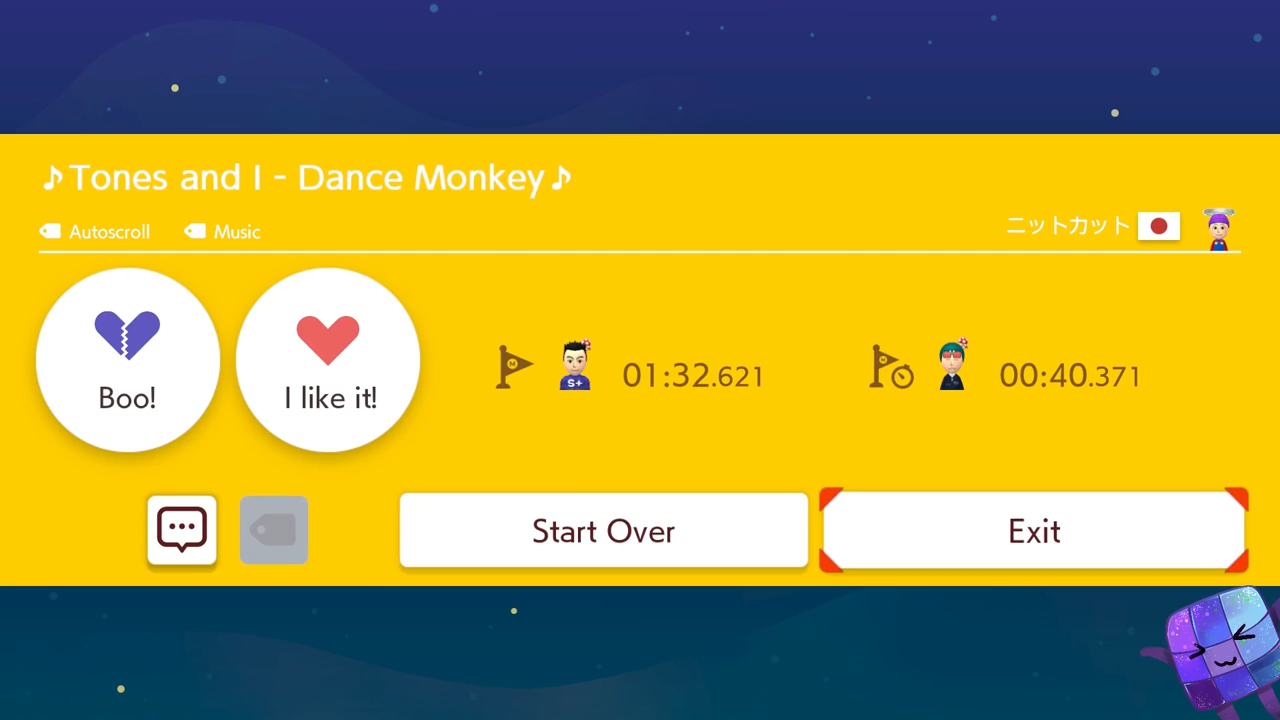 ♪Tones and I - Dance Monkey♪
Autoscroll Music
ニットカット
Boo!
I like it!
M
S+
01:32.621
M
00:40.371
Start Over
Exit